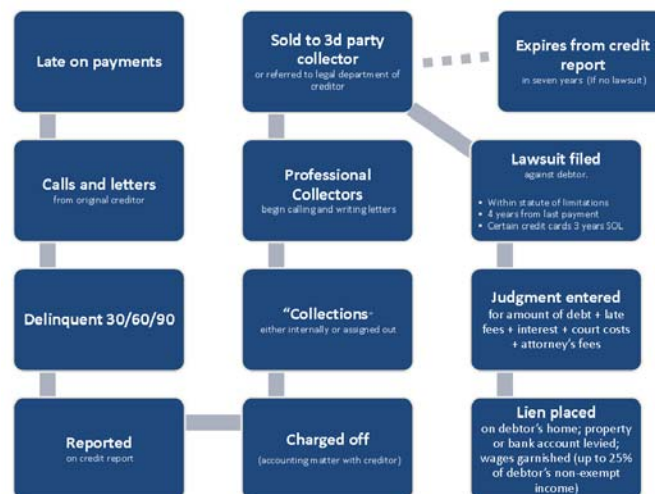 Late on payments
Calls and letters
from original creditor
Delinquent 30/60/90
Reported
on credit report
Charged off
(accounting matter with creditor)
“Collections”
either internally or assigned out
Professional
Collectors
begin calling and writing letters
Sold to 3d party
collector
or referred to legal department of
creditor
Expires from credit
report
in seven years (If no lawsuit)
Lawsuit filed
against debtor.
• Within statute of limitations
• 4 years from last payment
• Certain credit cards 3 years SOL
Judgment entered
for amount of debt + late
fees + interest + court costs
+ attorney’s fees
Lien placed
on debtor’s home; property
or bank account levied;
wages garnished (up to 25%
of debtor’s non-exempt
income)